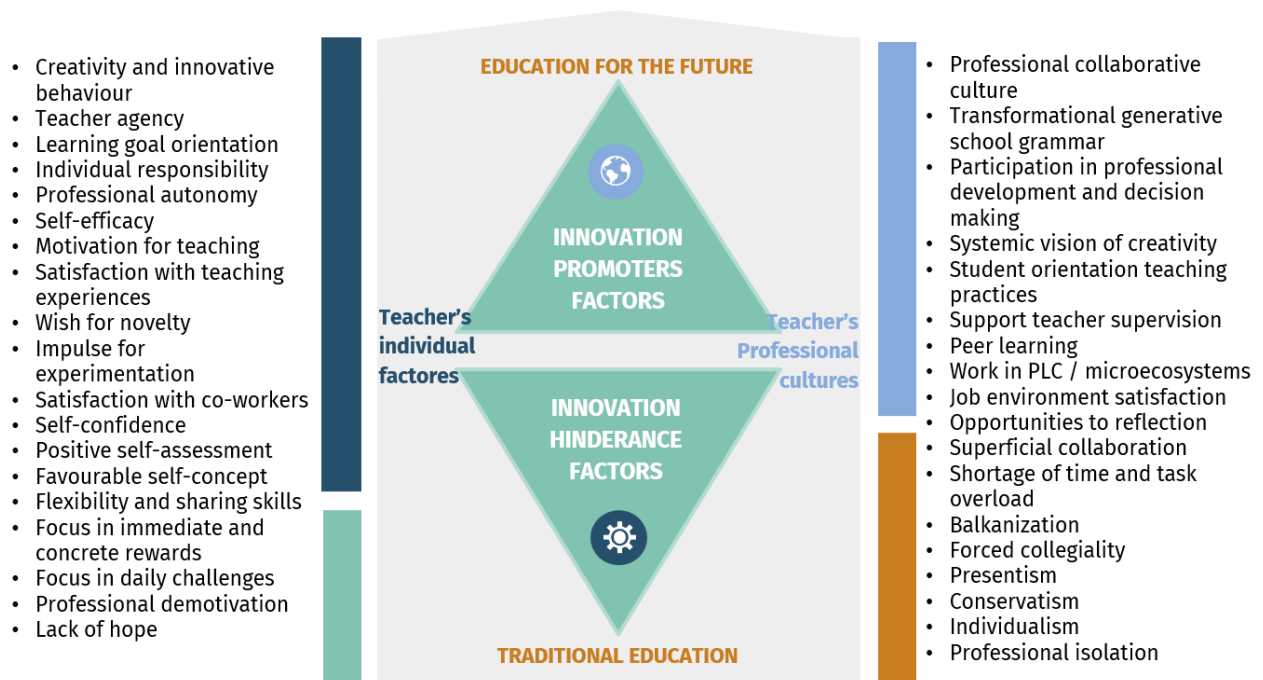 • Creativity and innovative
behaviour
• Teacher agency
• Learning goal orientation
• Individual responsibility
• Professional autonomy
• Self-efficacy
• Motivation for teaching
• Satisfaction with teaching
experiences
• Wish for novelty
• Impulse for
experimentation
• Satisfaction with co-workers
• Self-confidence
• Positive self-assessment
• Favourable self-concept
• Flexibility and sharing skills
• Focus in immediate and
concrete rewards
• Focus in daily challenges
• Professional demotivation
• Lack of hope
EDUCATION FOR THE FUTURE
INNOVATION
PROMOTERS
FACTORS
Teacher's
individual
factores
Teacher's
Professional
cultures
INNOVATION
HINDERANCE
FACTORS
TRADITIONAL EDUCATION
• Professional collaborative
culture
• Transformational generative
school grammar
• Participation in professional
development and decision
making
• Systemic vision of creativity
• Student orientation teaching
practices
• Support teacher supervision
• Peer learning
• Work in PLC / microecosystems
• Job environment satisfaction
• Opportunities to reflection
• Superficial collaboration
• Shortage of time and task
overload
• Balkanization
• Forced collegiality
• Presentism
• Conservatism
• Individualism
• Professional isolation